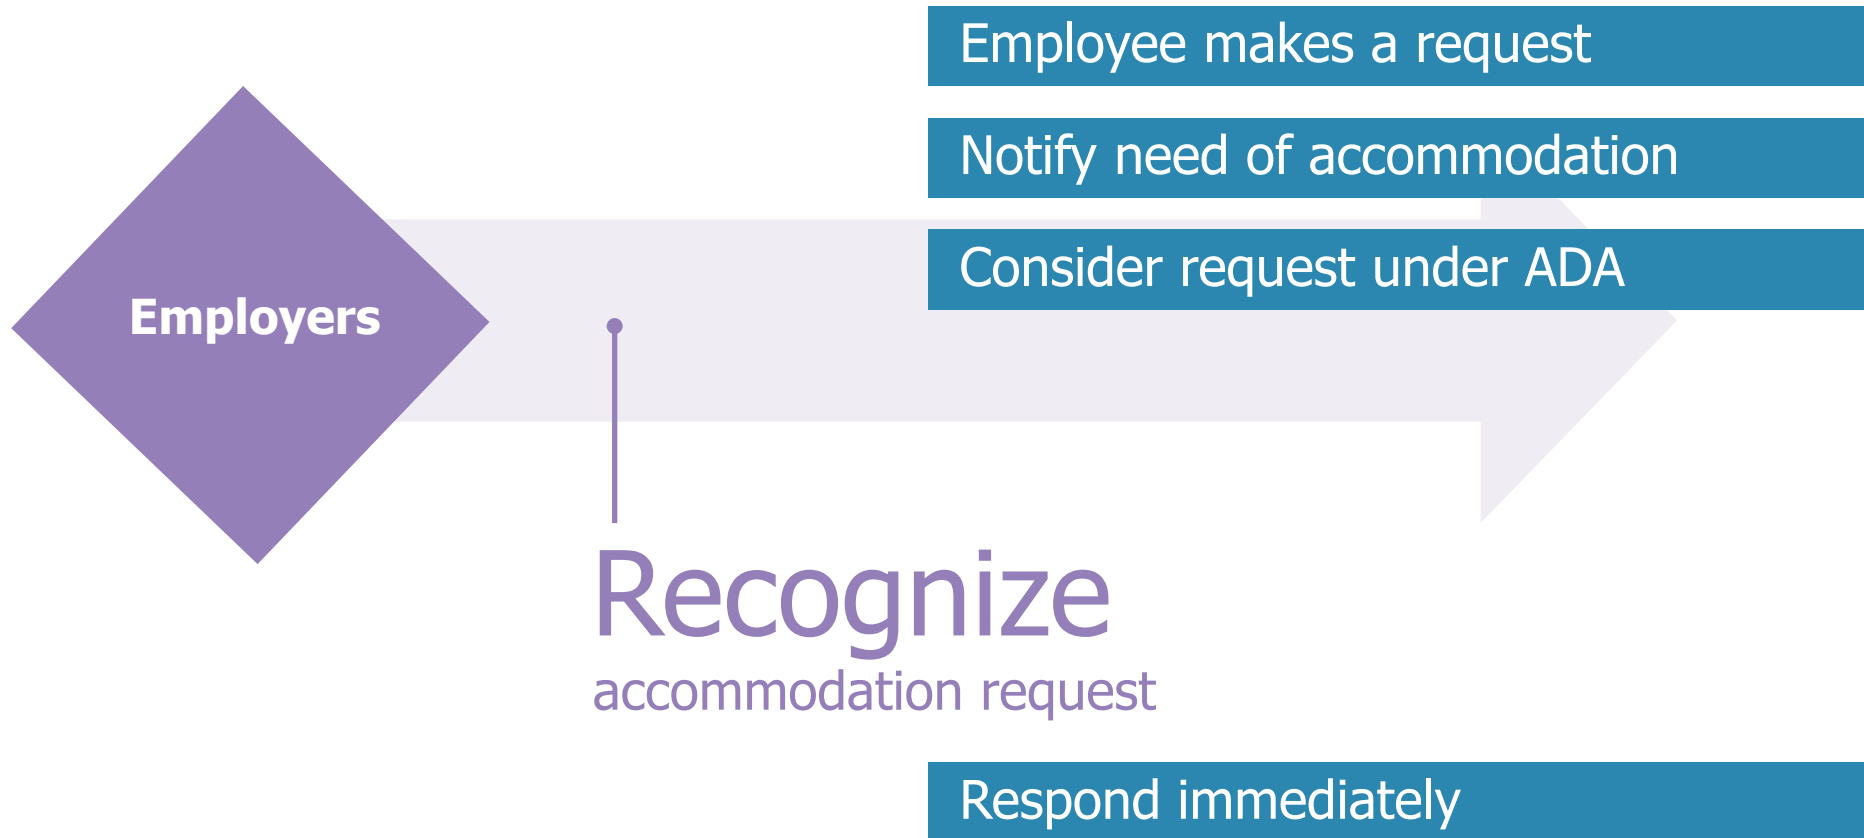 Employee makes a request
Notify need of accommodation
Consider request under ADA
Employers
Recognize
accommodation request
Respond immediately